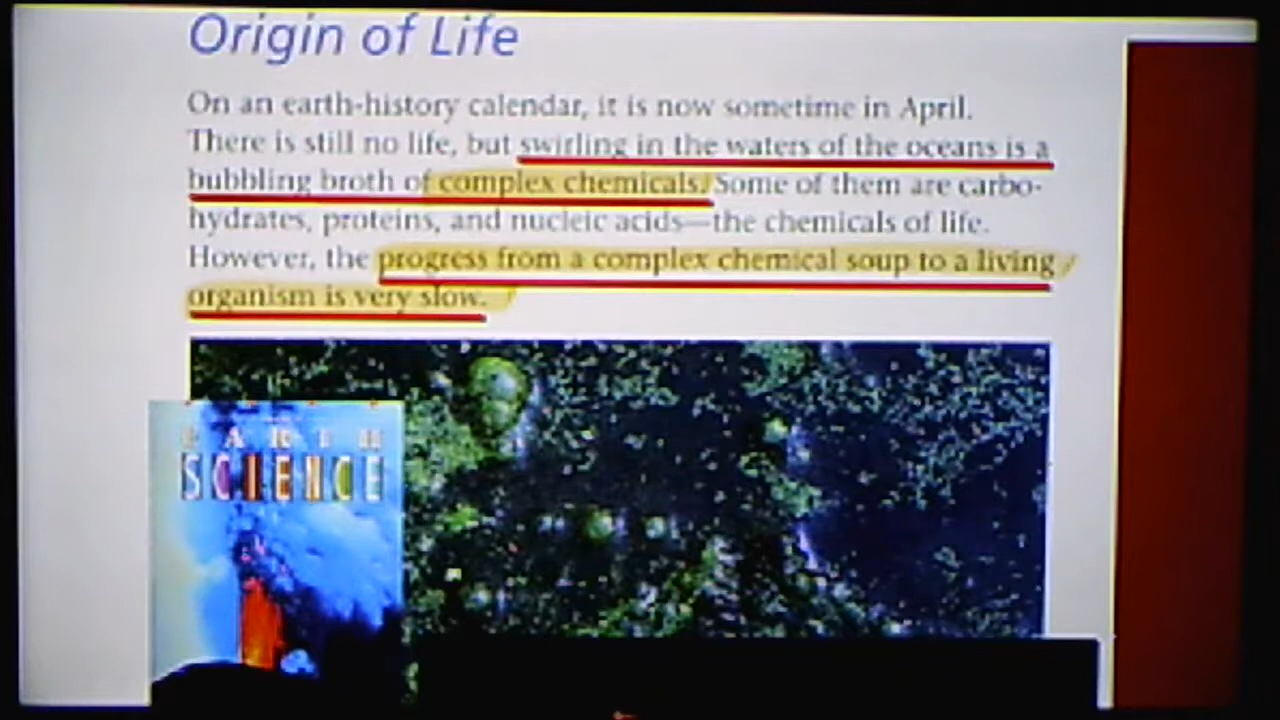 Origin of Life
On an earth-history calendar, it is now sometime in April.
There is still no life, but swirling in the waters of the oceans is a
bubbling broth of complex chemicals. Some of them are carbo-
hydrates, proteins, and nucleic acids—the chemicals of life.
However, the progress from a complex chemical soup to a living
organism is very slow.
EARTH
SCIENCE